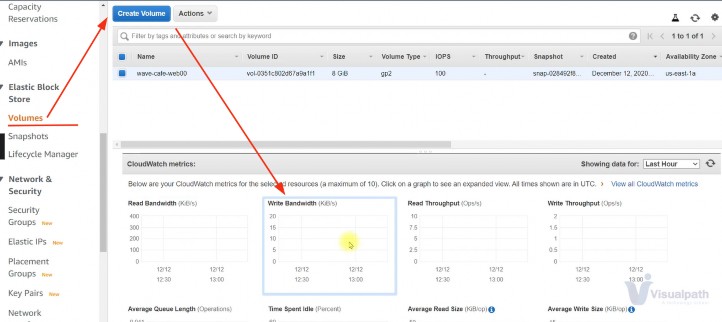 Capacity
Reservations
Images
AMIs
Elastic Block
Store
Volumes
Snapshots
Lifecycle Manager
Network &
Security
Security
Groups New
Elastic IPs New
Placement
Groups New
Key Pairs New
Network
Create Volume Actions
Filter by tags and attributes or search by keyword
1 to 1 of 1
Name Volume ID Size Volume Type IOPS Throughput Snapshot Created Availability Zone
wave-cafe-web00 vol-0351c802d67a9a1f1 8 GiB gp2 100 - snap-028492f8... December 12, 2020... us-east-1a
CloudWatch metrics: Showing data for: Last Hour
Below are your CloudWatch metrics for the selected resources (a maximum of 10). Click on a graph to see an expanded view. All times shown are in UTC. View all CloudWatch metrics
Read Bandwidth (KiB/s) Write Bandwidth (KiB/s) Read Throughput (Ops/s) Write Throughput (Ops/s)
400 20 10 2
300 15 7.5 1.5
200 10 5 1
100 5 2.5 0.5
0 0 0 0
12/12 12/12 12/12 12/12 12/12 12/12 12/12 12/12
12:30 13:00 12:30 13:00 12:30 13:00 12:30 13:00
Visualpath
Average Queue Length (Operations) Time Spent Idle (Percent) Average Read Size (KiB/op) Average Write Size (KiB/op)